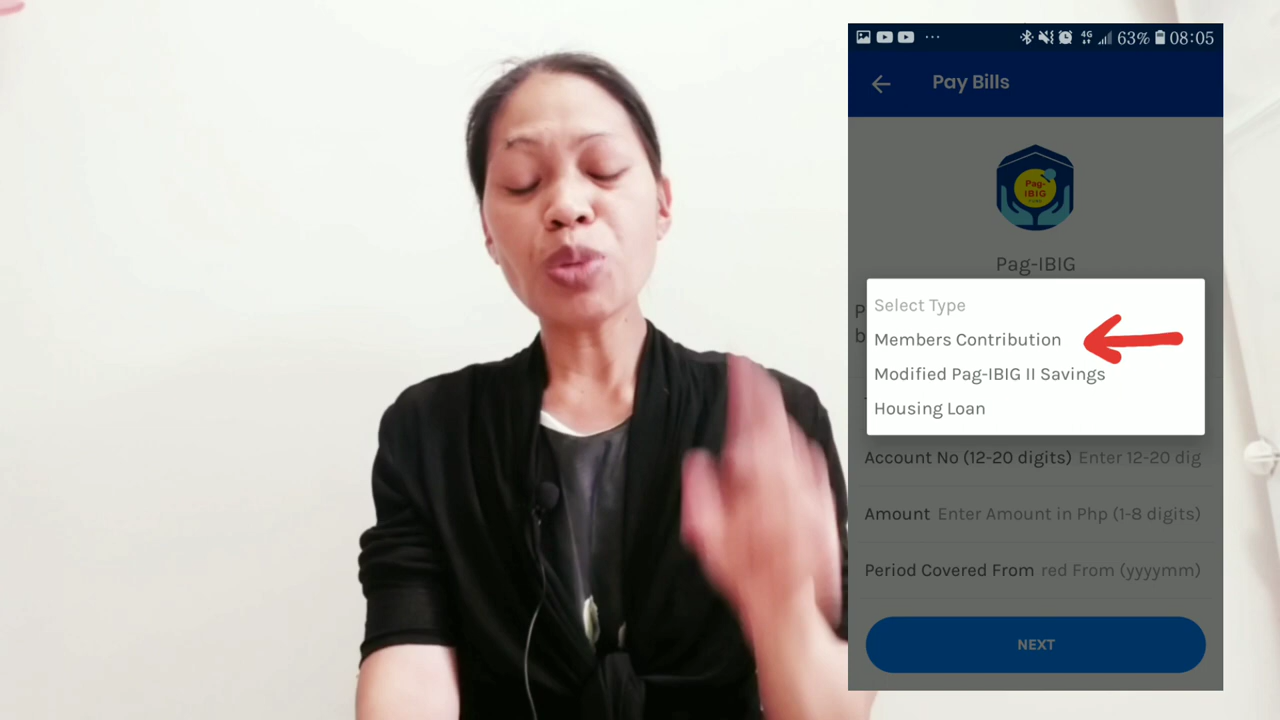 4G 63% 08:05
Pay Bills
Pag-
IBIG
FUND
Pag-IBIG
P
b
Select Type
Members Contribution
Modified Pag-IBIG II Savings
Housing Loan
Account No (12-20 digits) Enter 12-20 dig
Amount Enter Amount in Php (1-8 digits)
Period Covered From red From (yyyymm)
NEXT